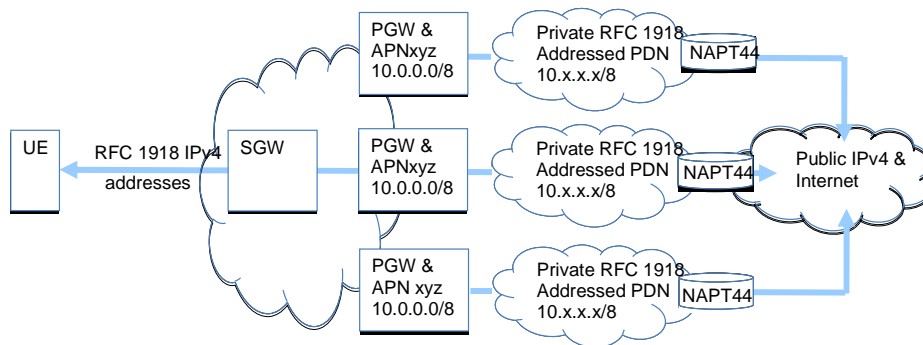 PGW &
APNxyz
10.0.0.0/8
Private RFC 1918
Addressed PDN
10.x.x.x/8
NAPT44
UE
RFC 1918 IPv4
addresses
SGW
PGW &
APNxyz
10.0.0.0/8
Private RFC 1918
Addressed PDN
10.x.x.x/8
NAPT44
Public IPv4 &
Internet
PGW &
APN xyz
10.0.0.0/8
Private RFC 1918
Addressed PDN
10.x.x.x/8
NAPT44